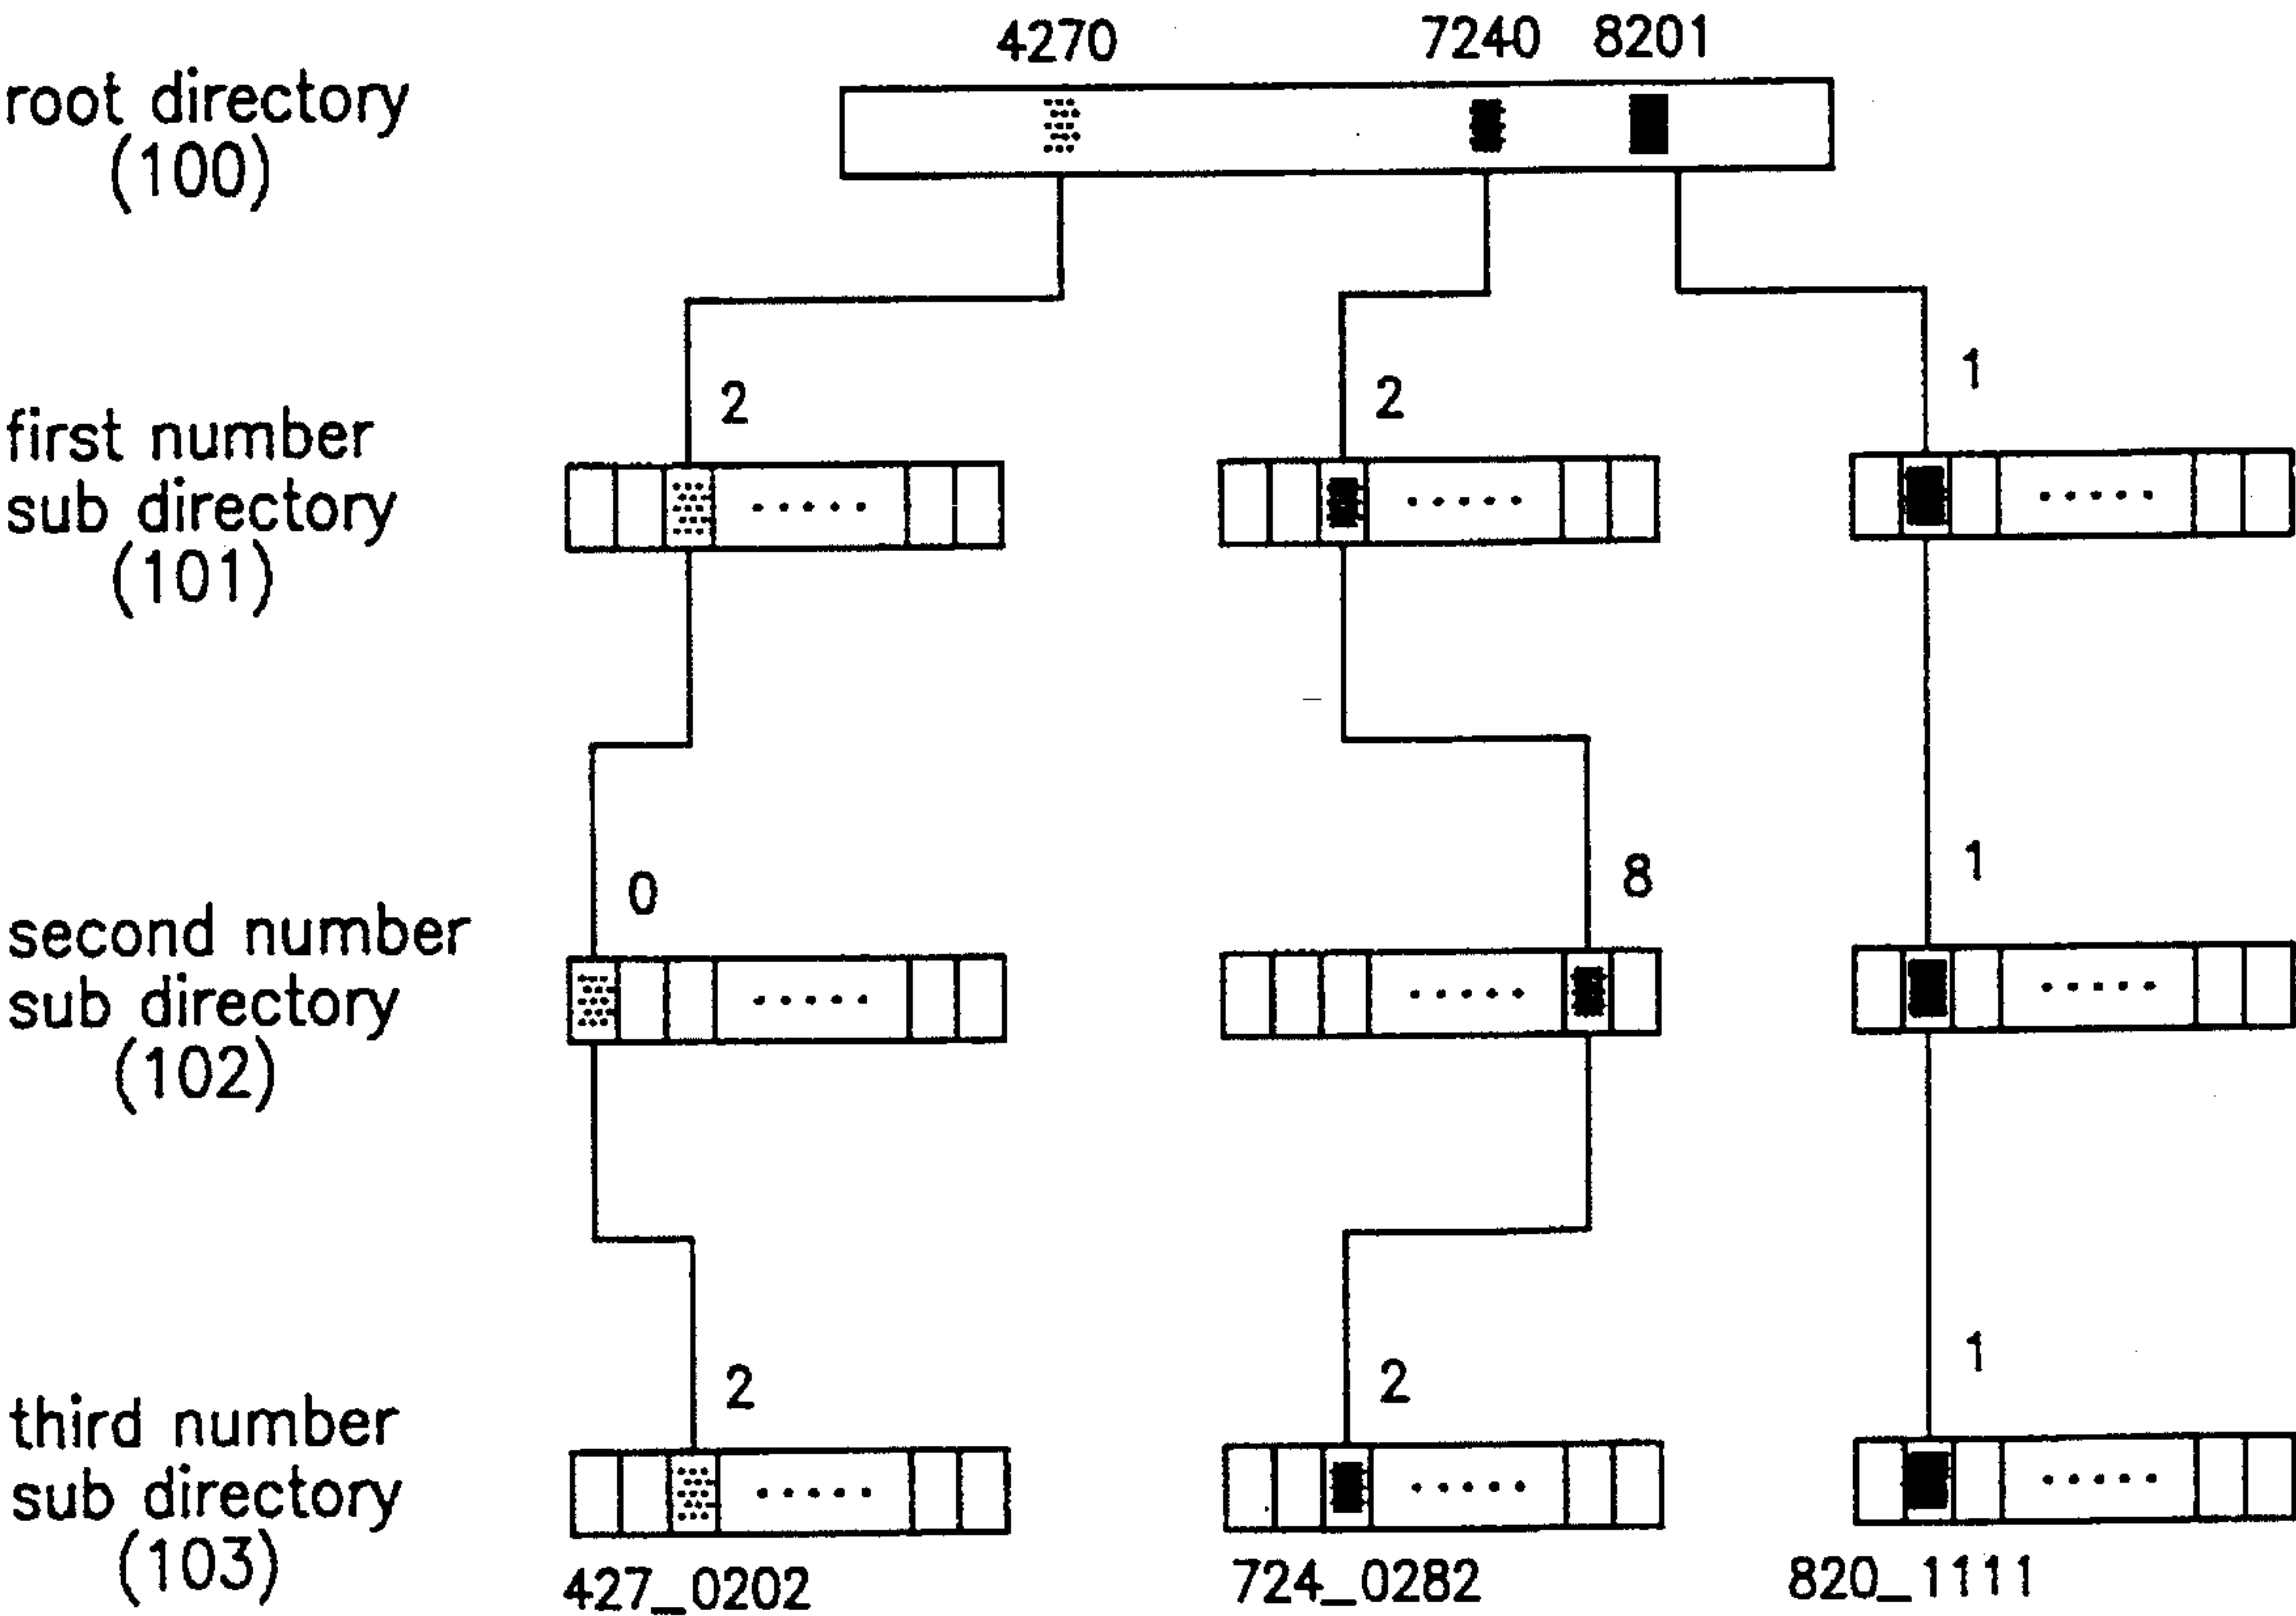 4270 7240 8201
root directory
(100)
2 2 1
first number
sub directory
(101)
0 8 1
second number
sub directory
(102)
2 2 1
third number
sub directory
(103)
427_0202 724_0282 820_1111